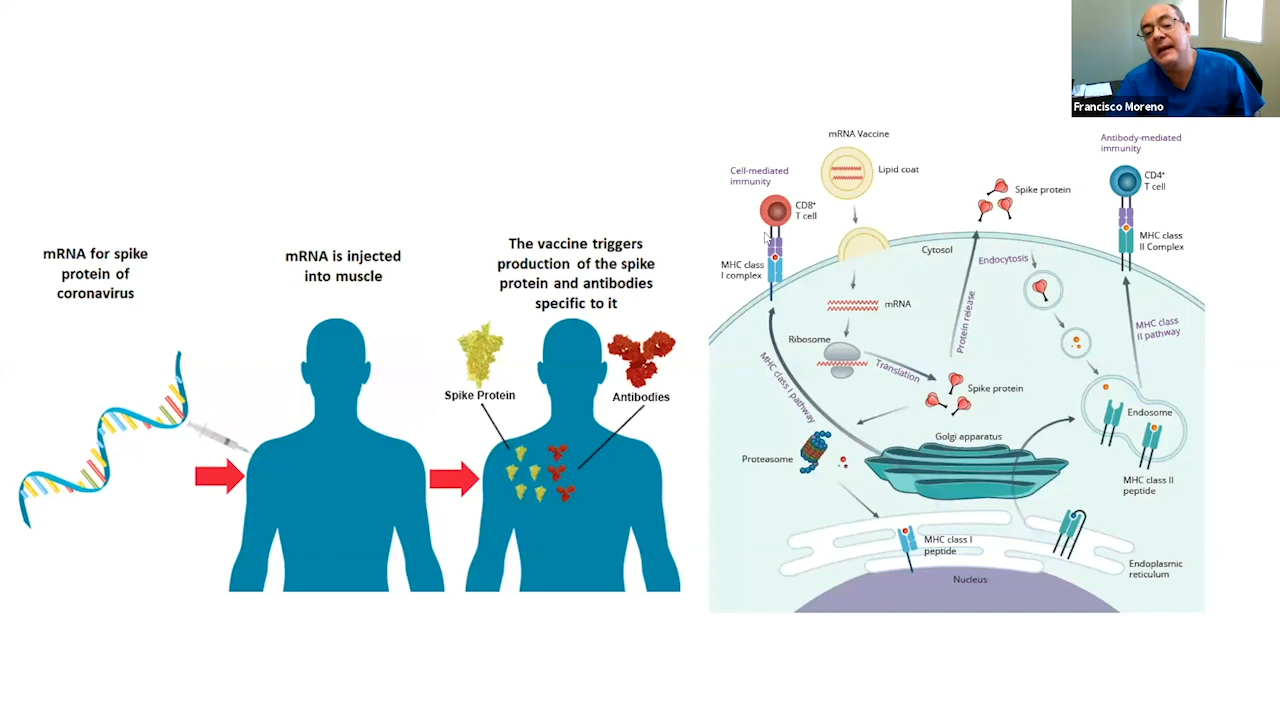 Francisco Moreno
mRNA for spike
protein of
coronavirus
mRNA is injected
into muscle
The vaccine triggers
production of the spike
protein and antibodies
specific to it
Spike Protein
Antibodies
mRNA Vaccine
Lipid coat
Cell-mediated
immunity
CD8+
T cell
MHC class
I complex
Spike protein
Antibody-mediated
immunity
CD4+
T cell
MHC class
II Complex
Cytosol
Endocytosis
mRNA
Protein release
MHC class
II pathway
Ribosome
Translation
MHC class I pathway
Spike protein
Endosome
Golgi apparatus
Proteasome
MHC class II
peptide
MHC class I
peptide
Endoplasmic
reticulum
Nucleus